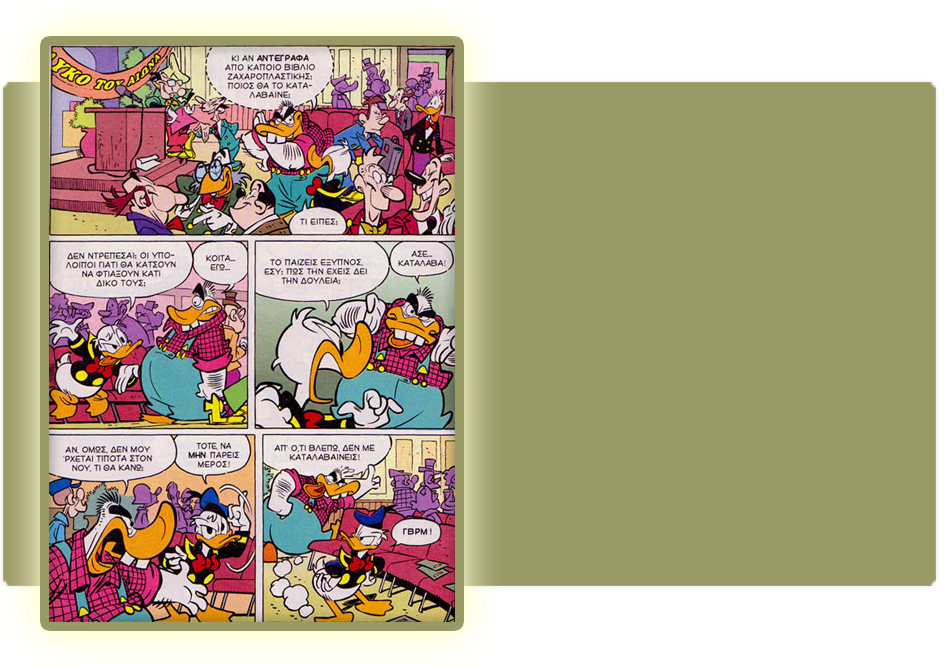 ΥΚΟ ΤΟΥ ΑΙΩΝΑ
ΚΙ ΑΝ ΑΝΤΕΓΡΑΦΑ
ΑΠΟ ΚΑΠΟΙΟ ΒΙΒΛΙΟ
ΖΑΧΑΡΟΠΛΑΣΤΙΚΗΣ;
ΠΟΙΟΣ ΘΑ ΤΟ ΚΑΤΑ-
ΛΑΒΑΙΝΕ;
ΤΙ ΕΙΠΕΣ;
ΔΕΝ ΝΤΡΕΠΕΣΑΙ; ΟΙ ΥΠΟ-
ΛΟΙΠΟΙ ΓΙΑΤΙ ΘΑ ΚΑΤΣΟΥΝ
ΝΑ ΦΤΙΑΞΟΥΝ ΚΑΤΙ
ΔΙΚΟ ΤΟΥΣ;
ΚΟΙΤΑ...
ΕΓΩ...
ΤΟ ΠΑΙΖΕΙΣ ΕΞΥΠΝΟΣ,
ΕΣΥ; ΠΩΣ ΤΗΝ ΕΧΕΙΣ ΔΕΙ
ΤΗΝ ΔΟΥΛΕΙΑ;
ΑΣΕ...
ΚΑΤΑΛΑΒΑ!
ΑΝ, ΟΜΩΣ, ΔΕΝ ΜΟΥ
'ΡΧΕΤΑΙ ΤΙΠΟΤΑ ΣΤΟΝ
ΝΟΥ, ΤΙ ΘΑ ΚΑΝΩ;
ΤΟΤΕ, ΝΑ
ΜΗΝ ΠΑΡΕΙΣ
ΜΕΡΟΣ!
ΑΠ' Ο,ΤΙ ΒΛΕΠΩ, ΔΕΝ ΜΕ
ΚΑΤΑΛΑΒΑΙΝΕΙΣ!
ΓΒΡΜ!